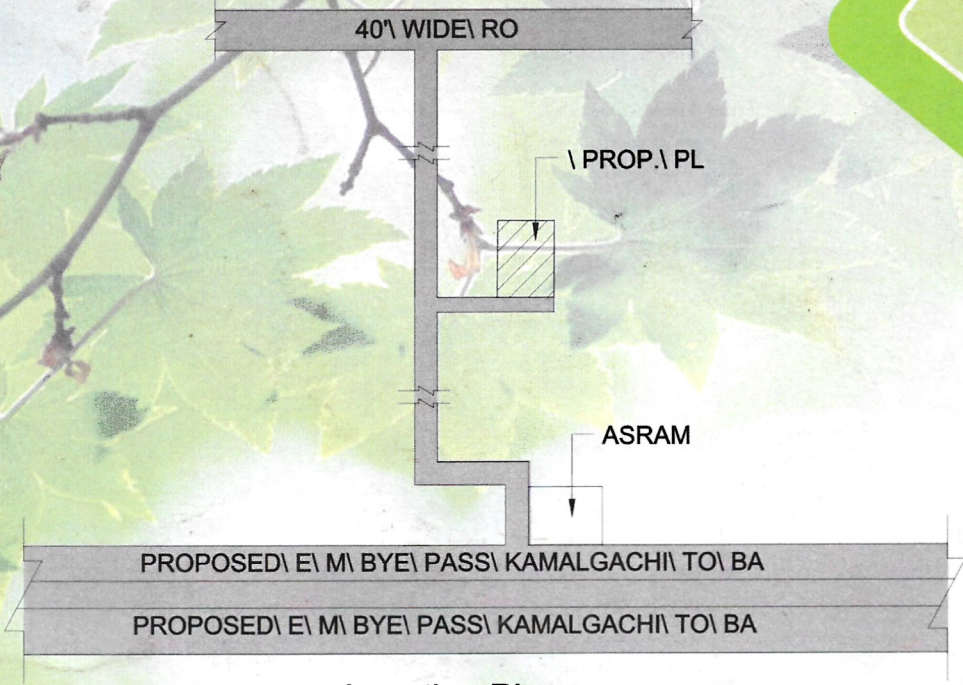 40'\ WIDE\ RO
\ PROP.\ PL
ASRAM
PROPOSED\ E\ M\ BYE\ PASS\ KAMALGACHI\ TO\ BA
PROPOSED\ E\ M\ BYE\ PASS\ KAMALGACHI\ TO\ BA